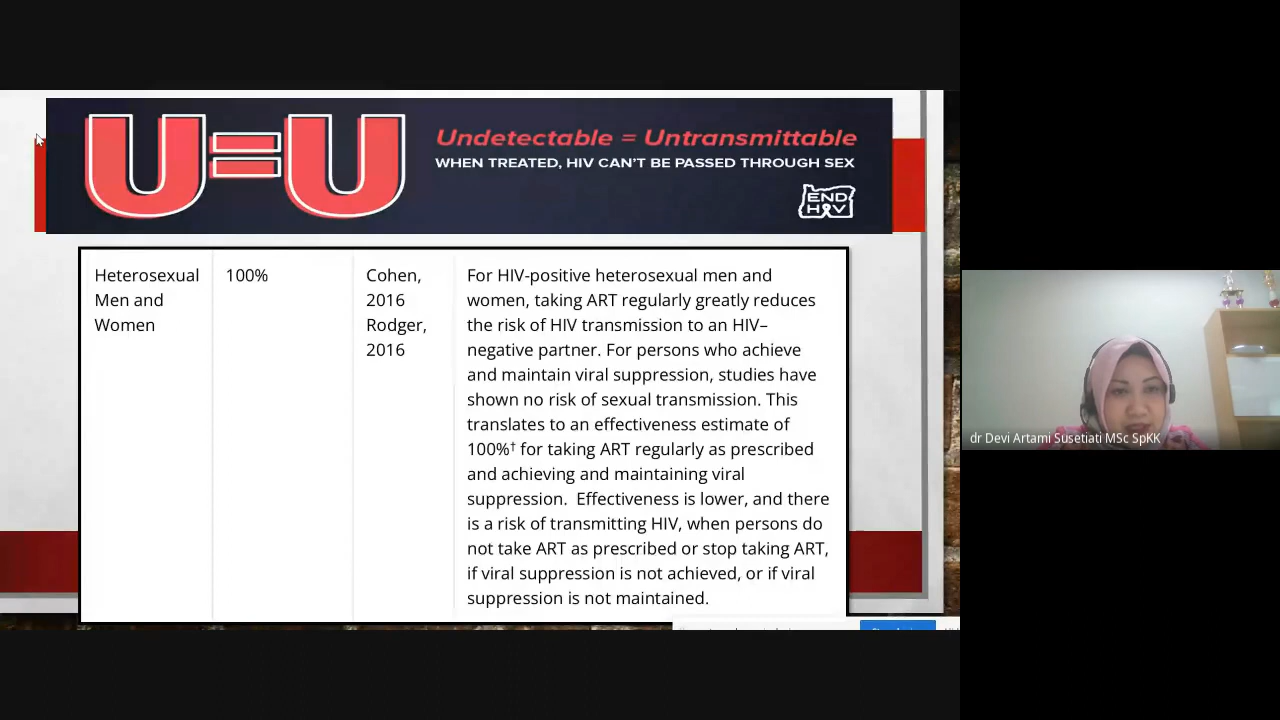 U=U
Undetectable = Untransmittable
WHEN TREATED, HIV CAN'T BE PASSED THROUGH SEX
END
HIV
Heterosexual
Men and
Women
100%
Cohen,
2016
Rodger,
2016
For HIV-positive heterosexual men and
women, taking ART regularly greatly reduces
the risk of HIV transmission to an HIV–
negative partner. For persons who achieve
and maintain viral suppression, studies have
shown no risk of sexual transmission. This
translates to an effectiveness estimate of
100%† for taking ART regularly as prescribed
and achieving and maintaining viral
suppression.  Effectiveness is lower, and there
is a risk of transmitting HIV, when persons do
not take ART as prescribed or stop taking ART,
if viral suppression is not achieved, or if viral
suppression is not maintained.
dr Devi Artami Susetiati MSc SpKK